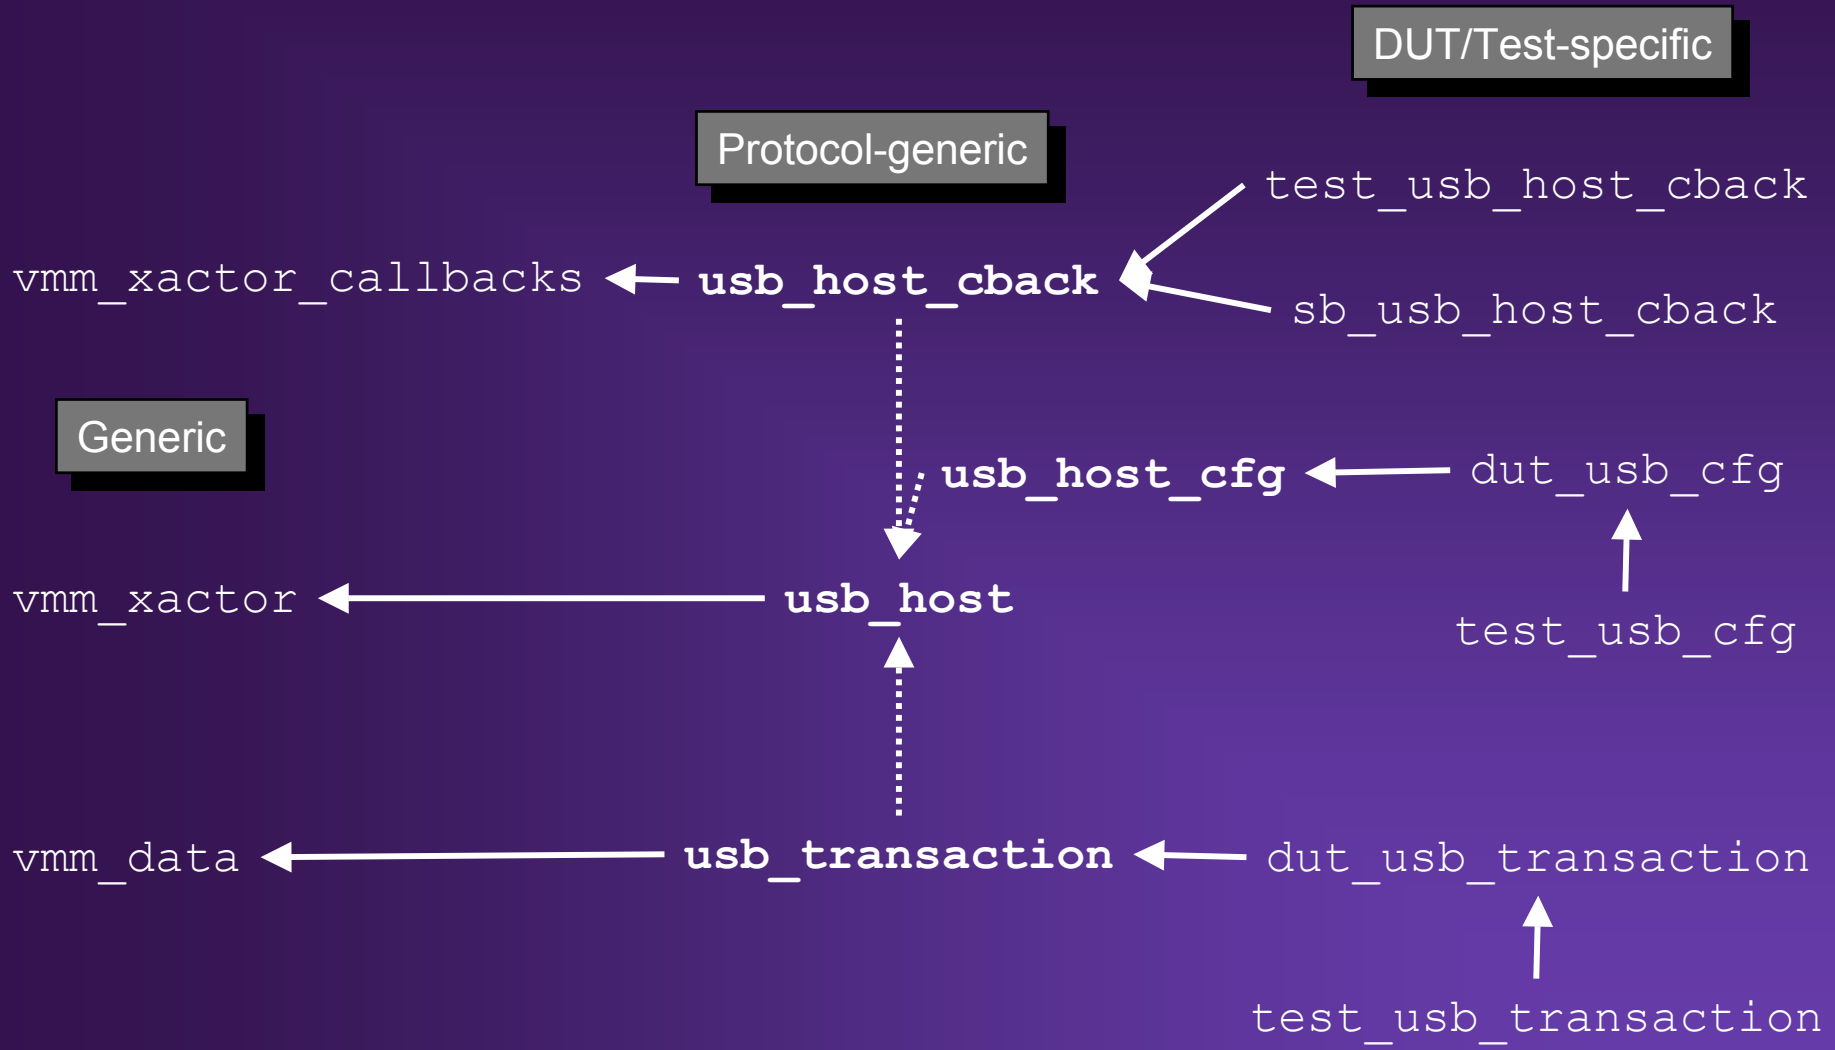 DUT/Test-specific
Protocol-generic
test_usb_host_cback
vmm_xactor_callbacks
usb_host_cback
sb_usb_host_cback
Generic
usb_host_cfg
dut_usb_cfg
vmm_xactor
usb_host
test_usb_cfg
vmm_data
usb_transaction
dut_usb_transaction
test_usb_transaction